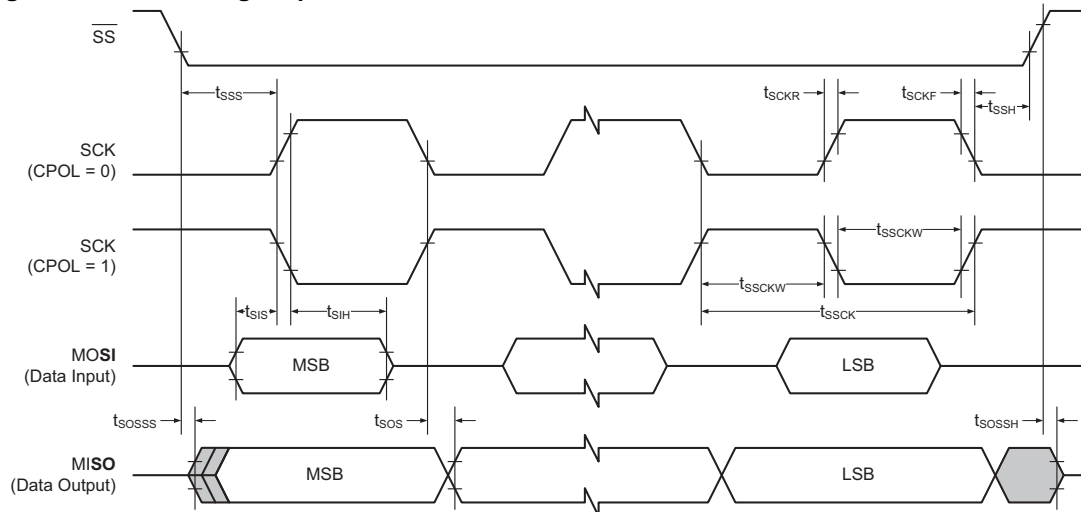 SS
tSSS
tSCKR
tSCKF
tSSH
SCK
(CPOL = 0)
SCK
(CPOL = 1)
tSSCKW
tSSCKW
tSIS
tSIH
tSSCK
MOSI
(Data Input)
MSB
LSB
tSOSSS
tSOS
tSOSSH
MISO
(Data Output)
MSB
LSB